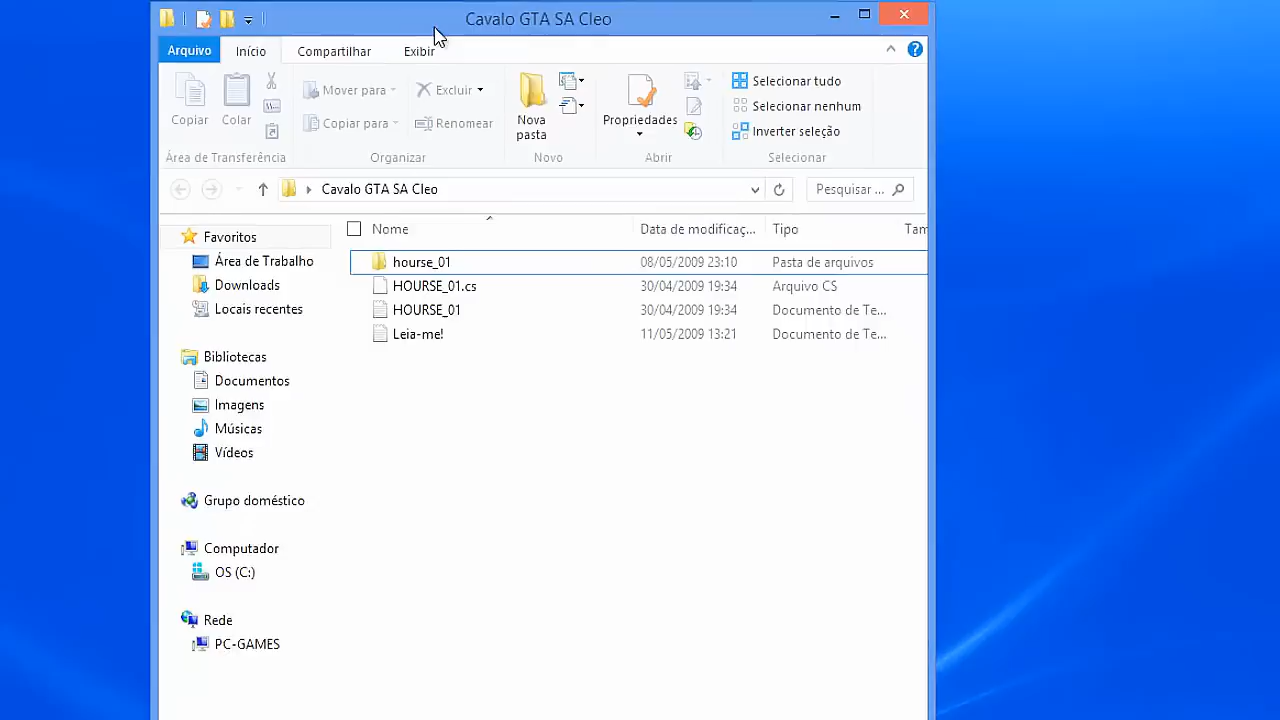 Cavalo GTA SA Cleo
Arquivo
Início
Compartilhar
Exibir
Copiar
Colar
Mover para
Copiar para
Excluir
Renomear
Nova pasta
Propriedades
Selecionar tudo
Selecionar nenhum
Inverter seleção
Área de Transferência
Organizar
Novo
Abrir
Selecionar
Cavalo GTA SA Cleo
Pesquisar ...
Nome
Data de modificaç...
Tipo
Tam
hourse_01 08/05/2009 23:10 Pasta de arquivos
HOURSE_01.cs 30/04/2009 19:34 Arquivo CS
HOURSE_01 30/04/2009 19:34 Documento de Te...
Leia-me! 11/05/2009 13:21 Documento de Te...
Favoritos
Área de Trabalho
Downloads
Locais recentes
Bibliotecas
Documentos
Imagens
Músicas
Vídeos
Grupo doméstico
Computador
OS (C:)
Rede
PC-GAMES